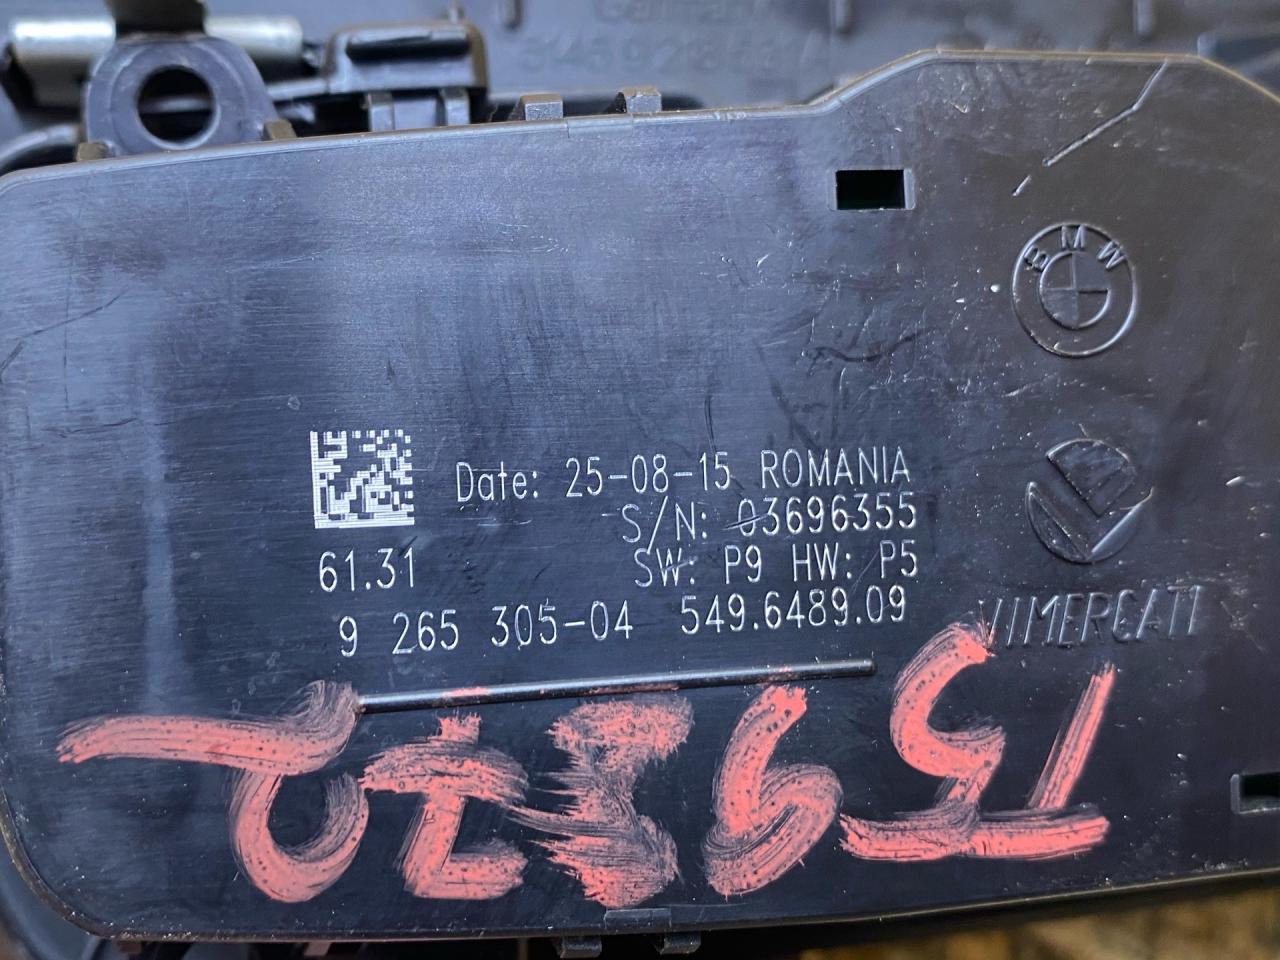 BMW
Date: 25-08-15 ROMANIA
S/N: 03696355
SW: P9 HW: P5
61.31
9 265 305-04 549.6489.09
VIMERCATI